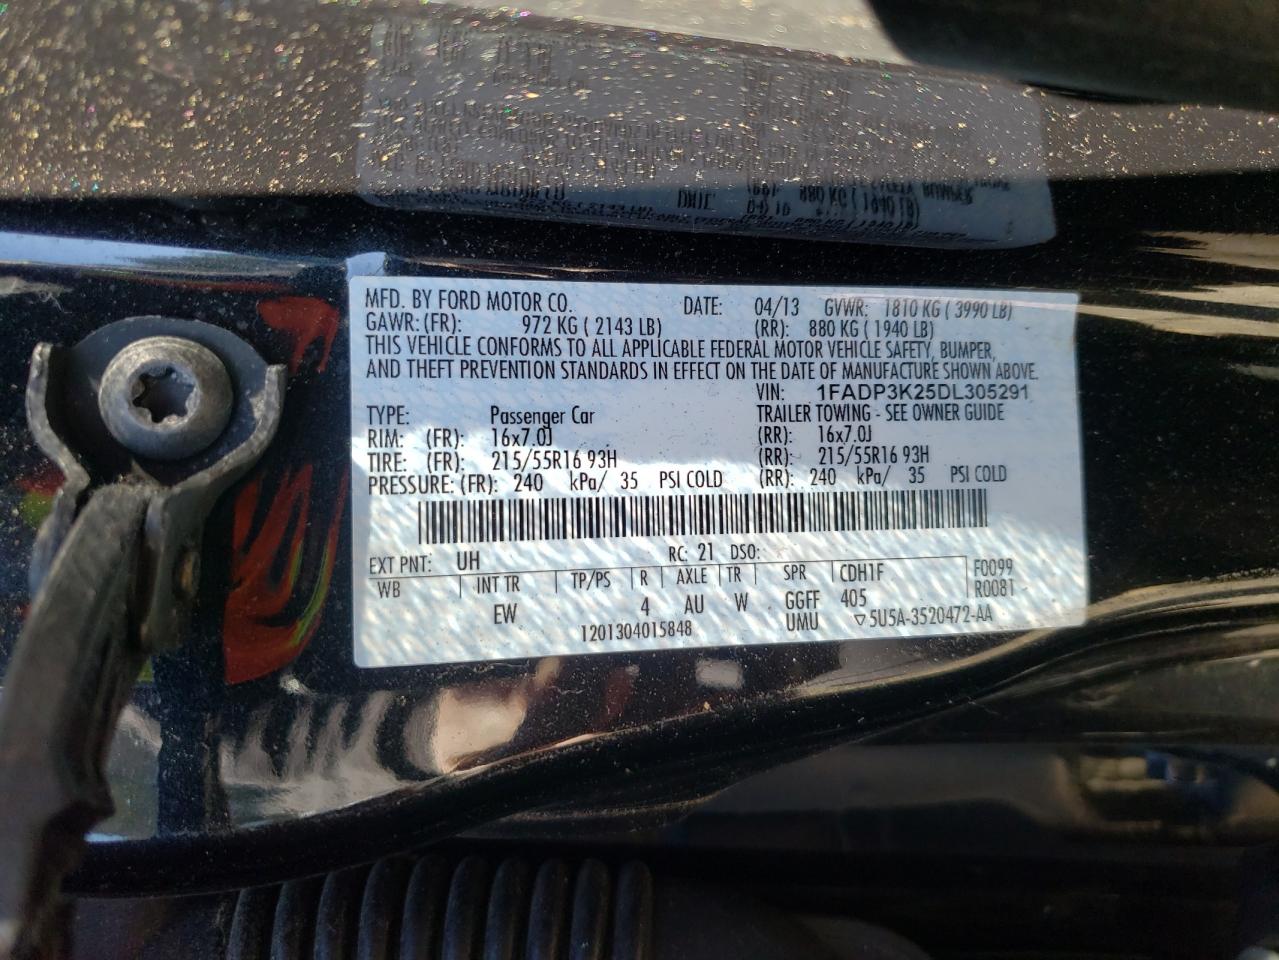 MFD. BY FORD MOTOR CO. DATE: 04/13 GVWR: 1810 KG ( 3990 LB)
GAWR: (FR): 972 KG ( 2143 LB) (RR): 880 KG ( 1940 LB)
THIS VEHICLE CONFORMS TO ALL APPLICABLE FEDERAL MOTOR VEHICLE SAFETY, BUMPER,
AND THEFT PREVENTION STANDARDS IN EFFECT ON THE DATE OF MANUFACTURE SHOWN ABOVE.
VIN: 1FADP3K25DL305291
TYPE: Passenger Car TRAILER TOWING - SEE OWNER GUIDE
RIM: (FR): 16x7.0J (RR): 16x7.0J
TIRE: (FR): 215/55R16 93H (RR): 215/55R16 93H
PRESSURE: (FR): 240 kPa/ 35 PSI COLD (RR): 240 kPa/ 35 PSI COLD
EXT PNT: UH RC: 21 DSO:
WB INT TR TP/PS R AXLE TR SPR CDH1F F0099
EW 4 AU W GGFF 405 R0081
1201304015848 UMU ▽5U5A-3520472-AA